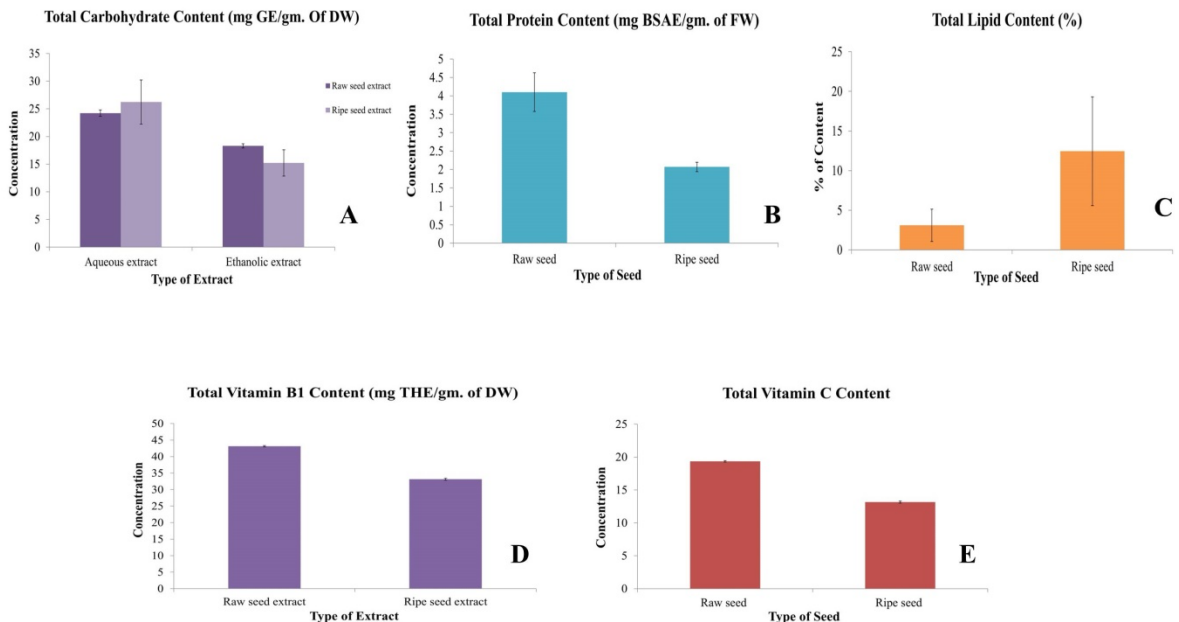 Total Carbohydrate Content (mg GE/gm. Of DW)
35
30
25
20
15
10
5
0
Concentration
Raw seed extract
Ripe seed extract
Aqueous extract
Ethanolic extract
Type of Extract
A
Total Protein Content (mg BSAE/gm. of FW)
5
4.5
4
3.5
3
2.5
2
1.5
1
0.5
0
Concentration
Raw seed
Ripe seed
Type of Seed
B
Total Lipid Content (%)
25
20
15
10
5
0
% of Content
Raw seed
Ripe seed
Type of Seed
C
Total Vitamin B1 Content (mg THE/gm. of DW)
50
45
40
35
30
25
20
15
10
5
0
Concentration
Raw seed extract
Ripe seed extract
Type of Extract
D
Total Vitamin C Content
25
20
15
10
5
0
Concentration
Raw seed
Ripe seed
Type of Seed
E